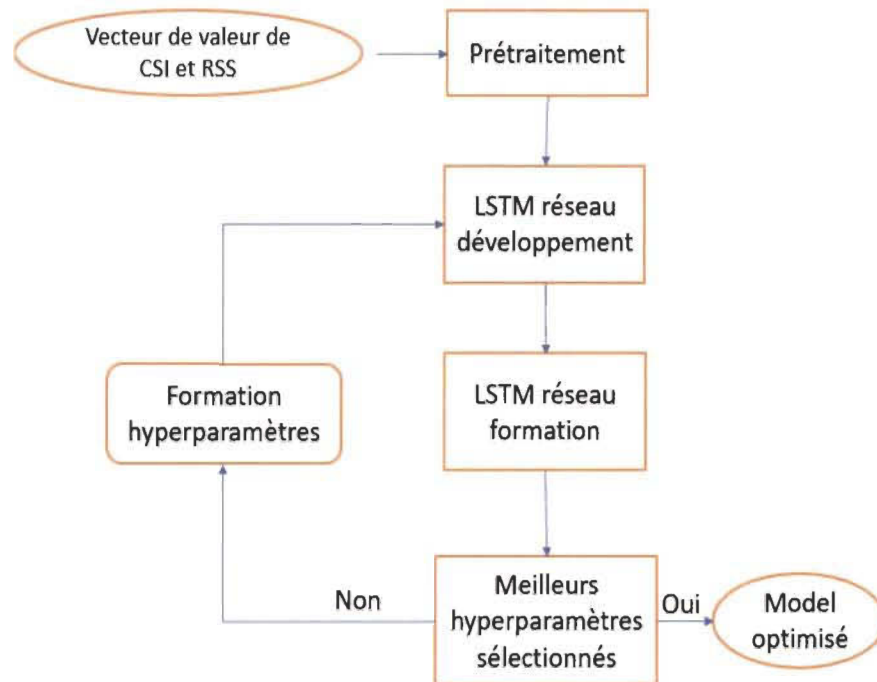 Vecteur de valeur de
CSI et RSS
Prétraitement
LSTM réseau
développement
LSTM réseau
formation
Formation
hyperparamètres
Meilleurs
hyperparamètres
sélectionnés
Non
Oui
Model
optimisé